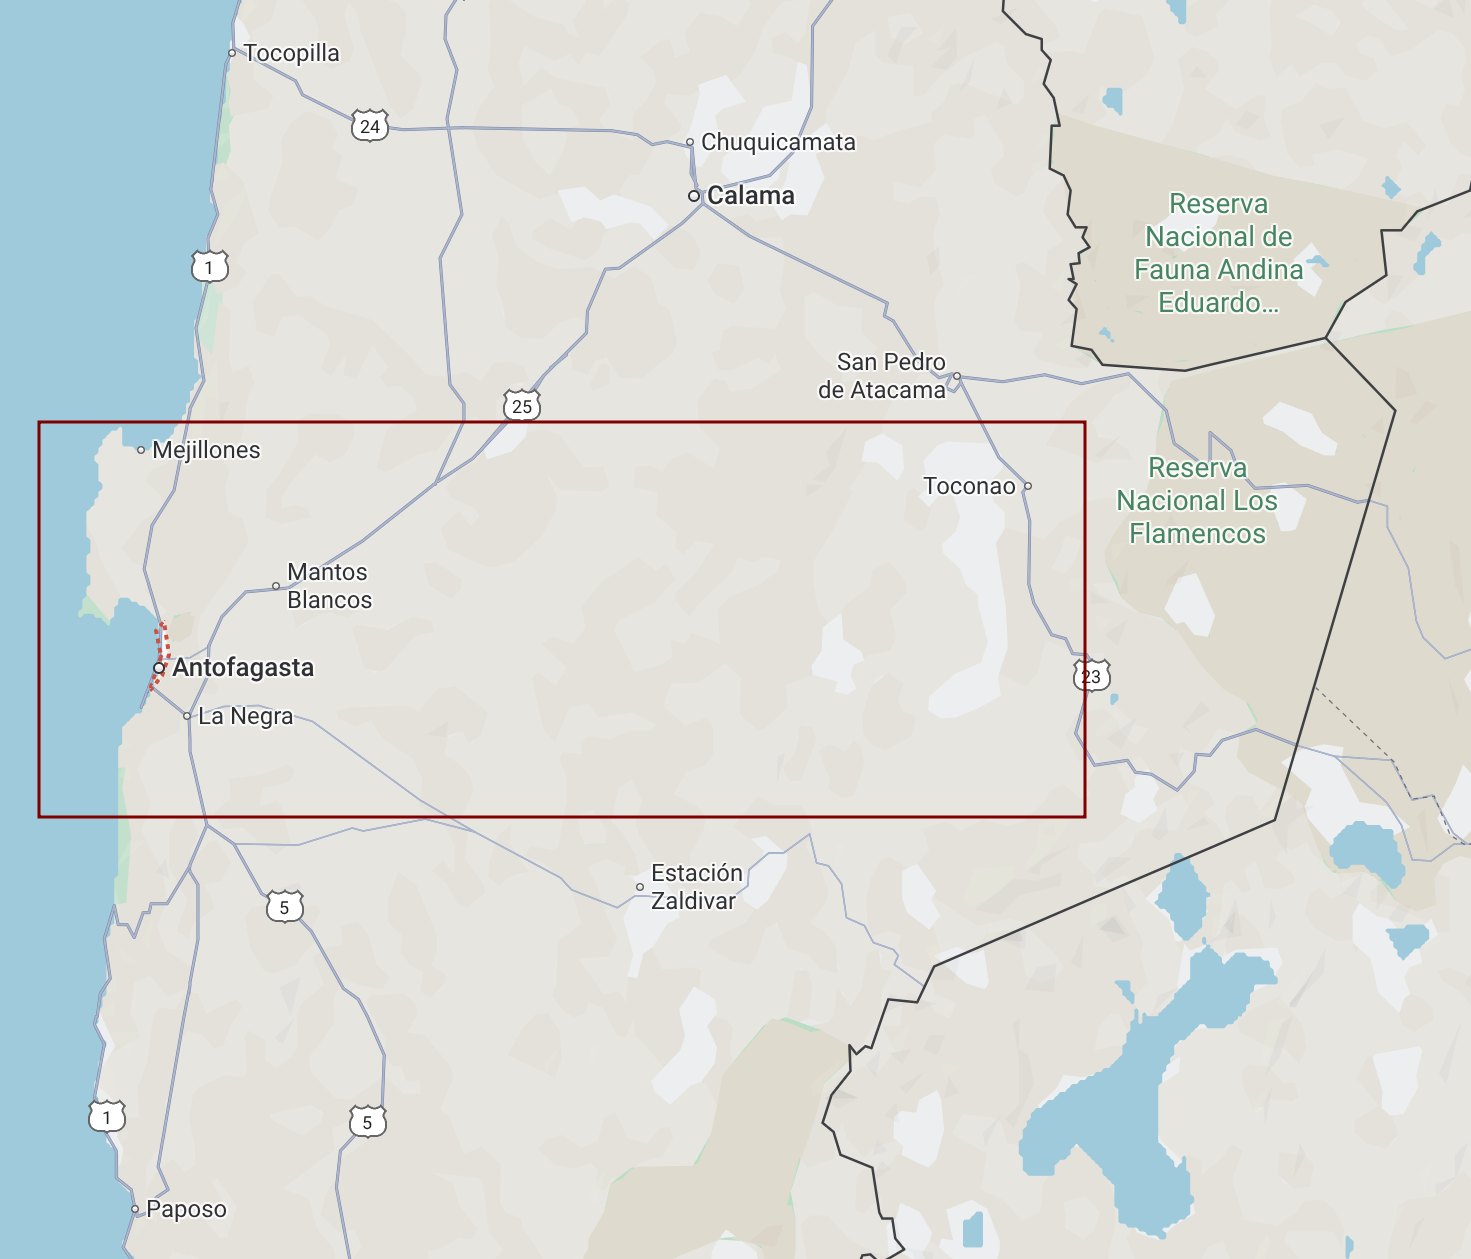 Tocopilla
24
Chuquicamata
Calama
Reserva
Nacional de
Fauna Andina
Eduardo...
1
San Pedro
de Atacama
25
Mejillones
Reserva
Nacional Los
Flamencos
Toconao
Mantos
Blancos
Antofagasta
23
La Negra
Estación
Zaldivar
5
1
5
Paposo